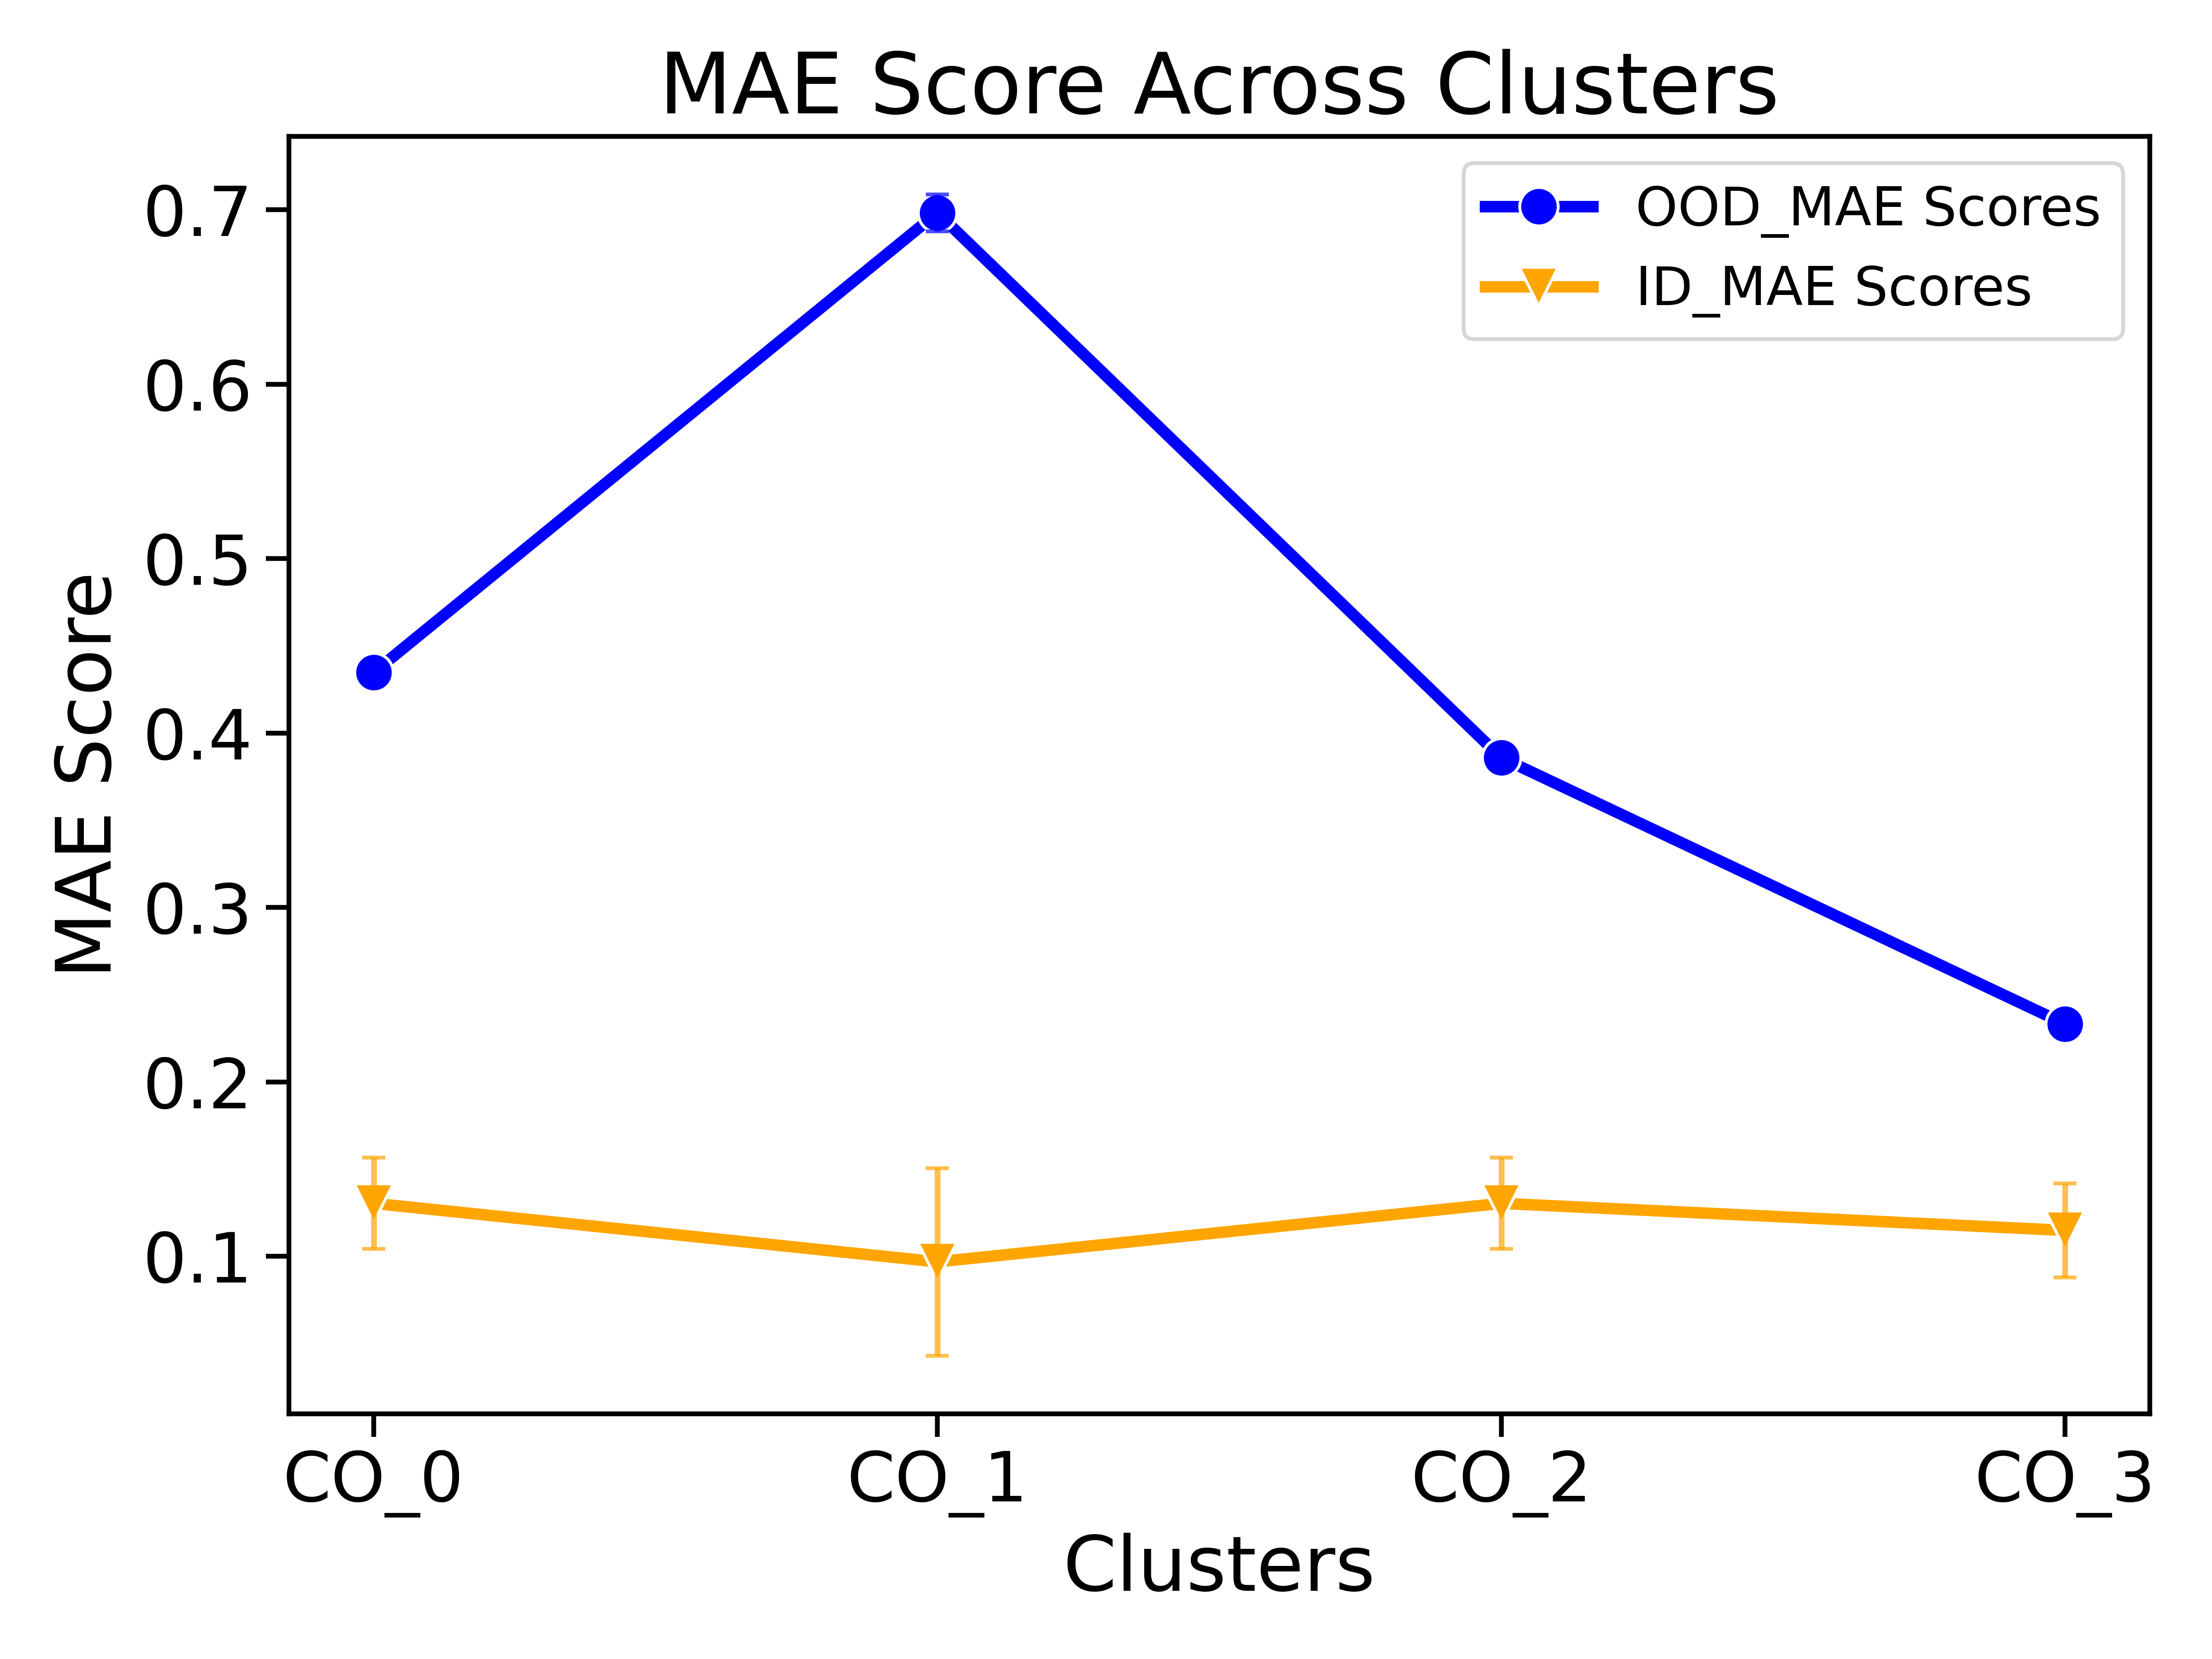 MAE Score Across Clusters
OOD_MAE Scores
ID_MAE Scores
MAE Score
0.7
0.6
0.5
0.4
0.3
0.2
0.1
CO_0
CO_1
CO_2
CO_3
Clusters